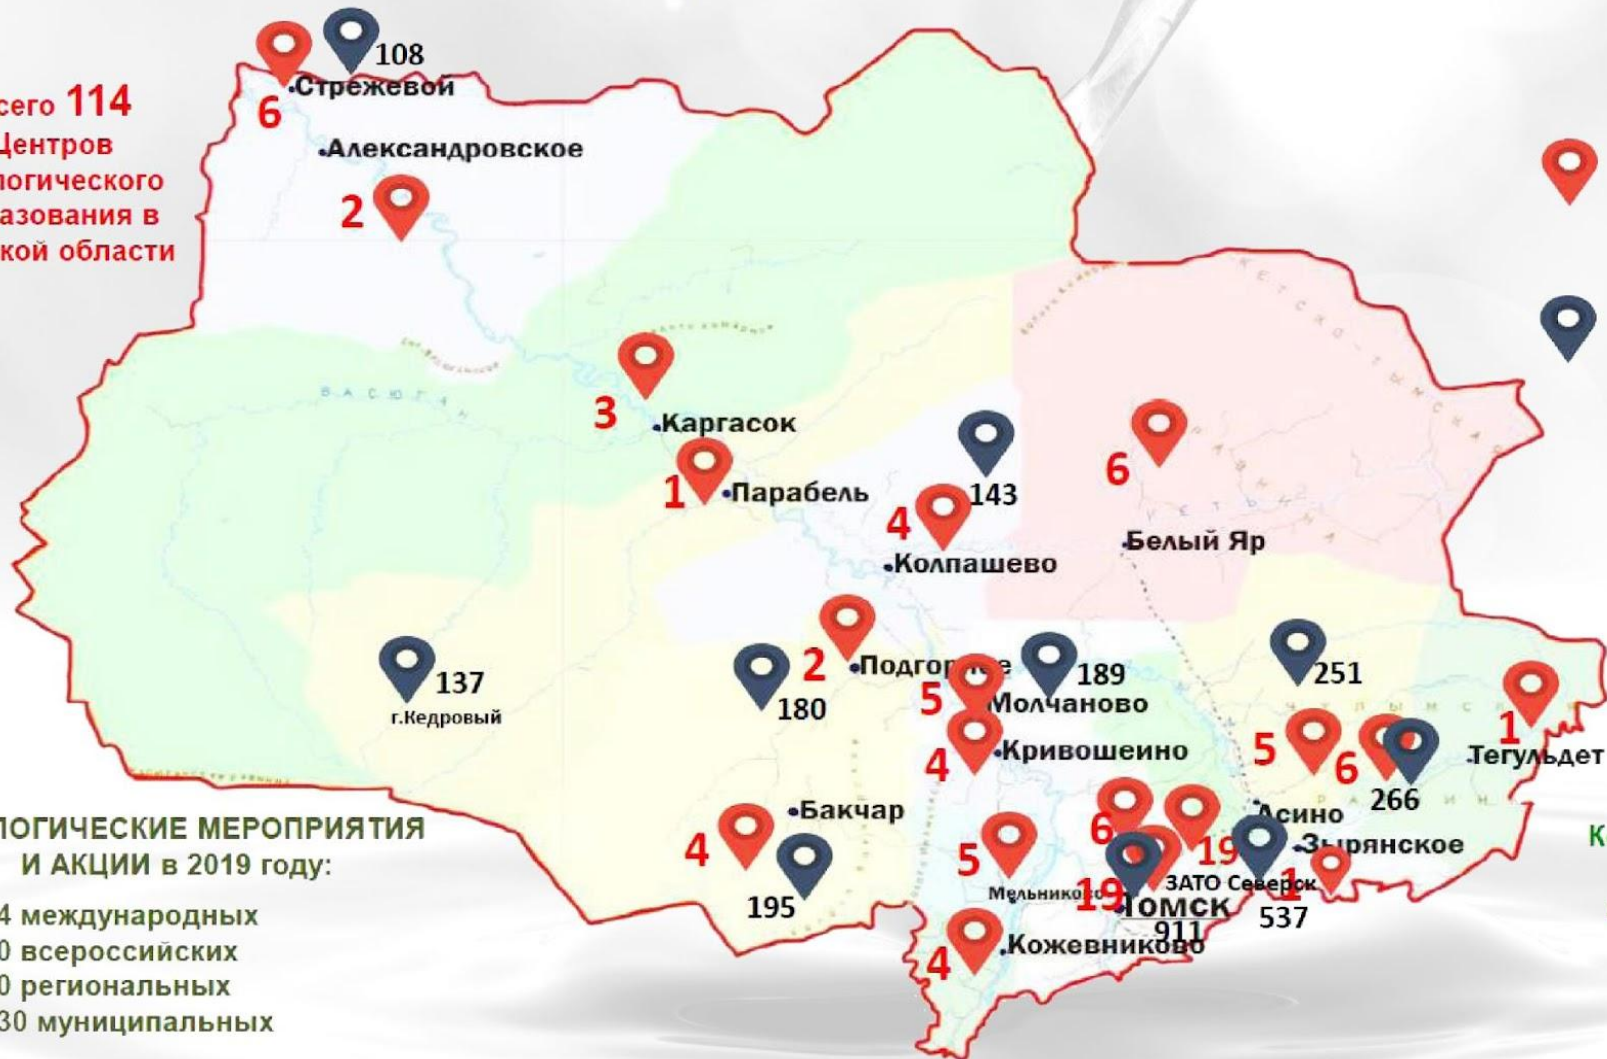 108
Стрежевой
6
сего 114
Центров
логического
разования в
кой области
Александровское
2
3
Каргасок
1
Парабель
143
4
Колпашево
6
Белый Яр
ВАСЮГАН
137
г.Кедровый
180
2
Подгорное
5
Молчаново
189
4
Кривошеино
251
5
6
266
1
Тегульдет
Бакчар
4
195
5
Мельниково
6
19
19
ЗАТО Северск
Томск
911
Асино
Зырянское
1
537
4
Кожевниково
К
ЛОГИЧЕСКИЕ МЕРОПРИЯТИЯ
И АКЦИИ в 2019 году:
4 международных
0 всероссийских
0 региональных
30 муниципальных